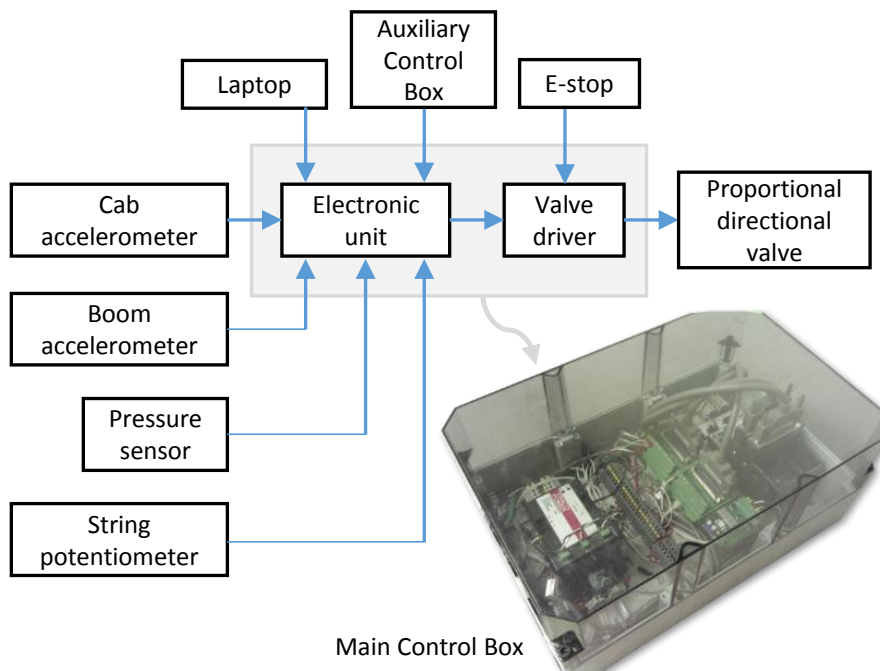 Auxiliary
Control
Box
Laptop
E-stop
Cab
accelerometer
Electronic
unit
Valve
driver
Proportional
directional
valve
Boom
accelerometer
Pressure
sensor
String
potentiometer
Main Control Box